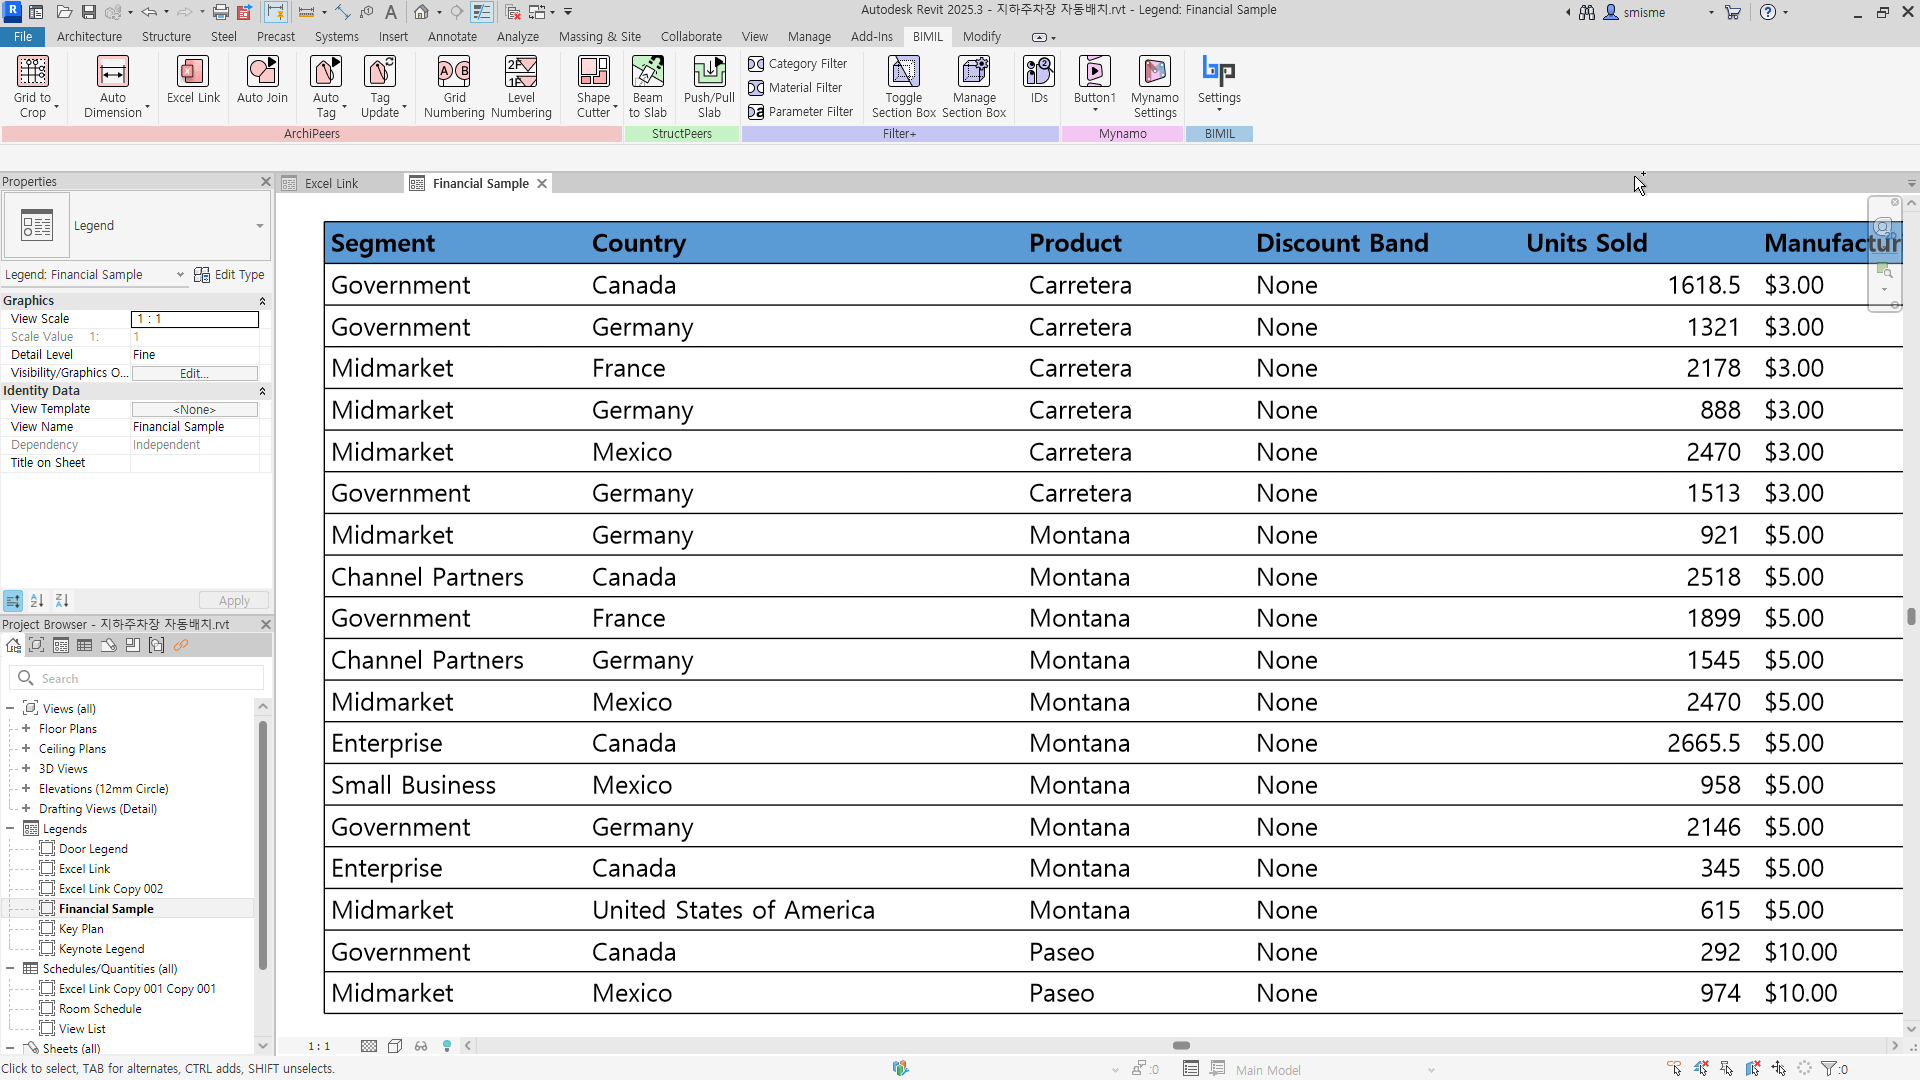 Autodesk Revit 2025.3 - 지하주차장 자동배치.rvt - Legend: Financial Sample
smisme
File Architecture Structure Steel Precast Systems Insert Annotate Analyze Massing & Site Collaborate View Manage Add-Ins BIMIL Modify
Grid to Crop
Auto Dimension
Excel Link
Auto Join
Auto Tag
Tag Update
Grid Numbering
Level Numbering
Shape Cutter
Beam to Slab
Push/Pull Slab
Category Filter
Material Filter
Parameter Filter
Toggle Section Box
Manage Section Box
IDs
Button1
Mynamo Settings
Settings
ArchiPeers StructPeers Filter+ Mynamo BIMIL
Properties
Legend
Legend: Financial Sample Edit Type
Graphics
View Scale 1 : 1
Scale Value 1: 1
Detail Level Fine
Visibility/Graphics O... Edit...
Identity Data
View Template <None>
View Name Financial Sample
Dependency Independent
Title on Sheet
Apply
Project Browser - 지하주차장 자동배치.rvt
Search
Views (all)
Floor Plans
Ceiling Plans
3D Views
Elevations (12mm Circle)
Drafting Views (Detail)
Legends
Door Legend
Excel Link
Excel Link Copy 002
Financial Sample
Key Plan
Keynote Legend
Schedules/Quantities (all)
Excel Link Copy 001 Copy 001
Room Schedule
View List
Sheets (all)
Excel Link Financial Sample
Segment Country Product Discount Band Units Sold Manufactur
Government Canada Carretera None 1618.5 $3.00
Government Germany Carretera None 1321 $3.00
Midmarket France Carretera None 2178 $3.00
Midmarket Germany Carretera None 888 $3.00
Midmarket Mexico Carretera None 2470 $3.00
Government Germany Carretera None 1513 $3.00
Midmarket Germany Montana None 921 $5.00
Channel Partners Canada Montana None 2518 $5.00
Government France Montana None 1899 $5.00
Channel Partners Germany Montana None 1545 $5.00
Midmarket Mexico Montana None 2470 $5.00
Enterprise Canada Montana None 2665.5 $5.00
Small Business Mexico Montana None 958 $5.00
Government Germany Montana None 2146 $5.00
Enterprise Canada Montana None 345 $5.00
Midmarket United States of America Montana None 615 $5.00
Government Canada Paseo None 292 $10.00
Midmarket Mexico Paseo None 974 $10.00
1 : 1
Click to select, TAB for alternates, CTRL adds, SHIFT unselects.
:0
Main Model
:0